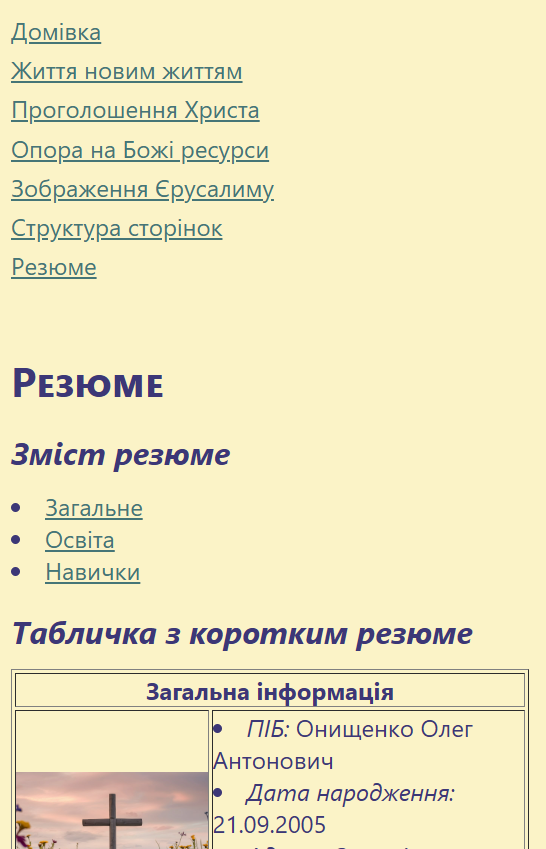 Домівка
Життя новим життям
Проголошення Христа
Опора на Божі ресурси
Зображення Єрусалиму
Структура сторінок
Резюме
Резюме
Зміст резюме
Загальне
Освіта
Навички
Табличка з коротким резюме
Загальна інформація
ПІБ: Онищенко Олег
Антонович
Дата народження:
21.09.2005